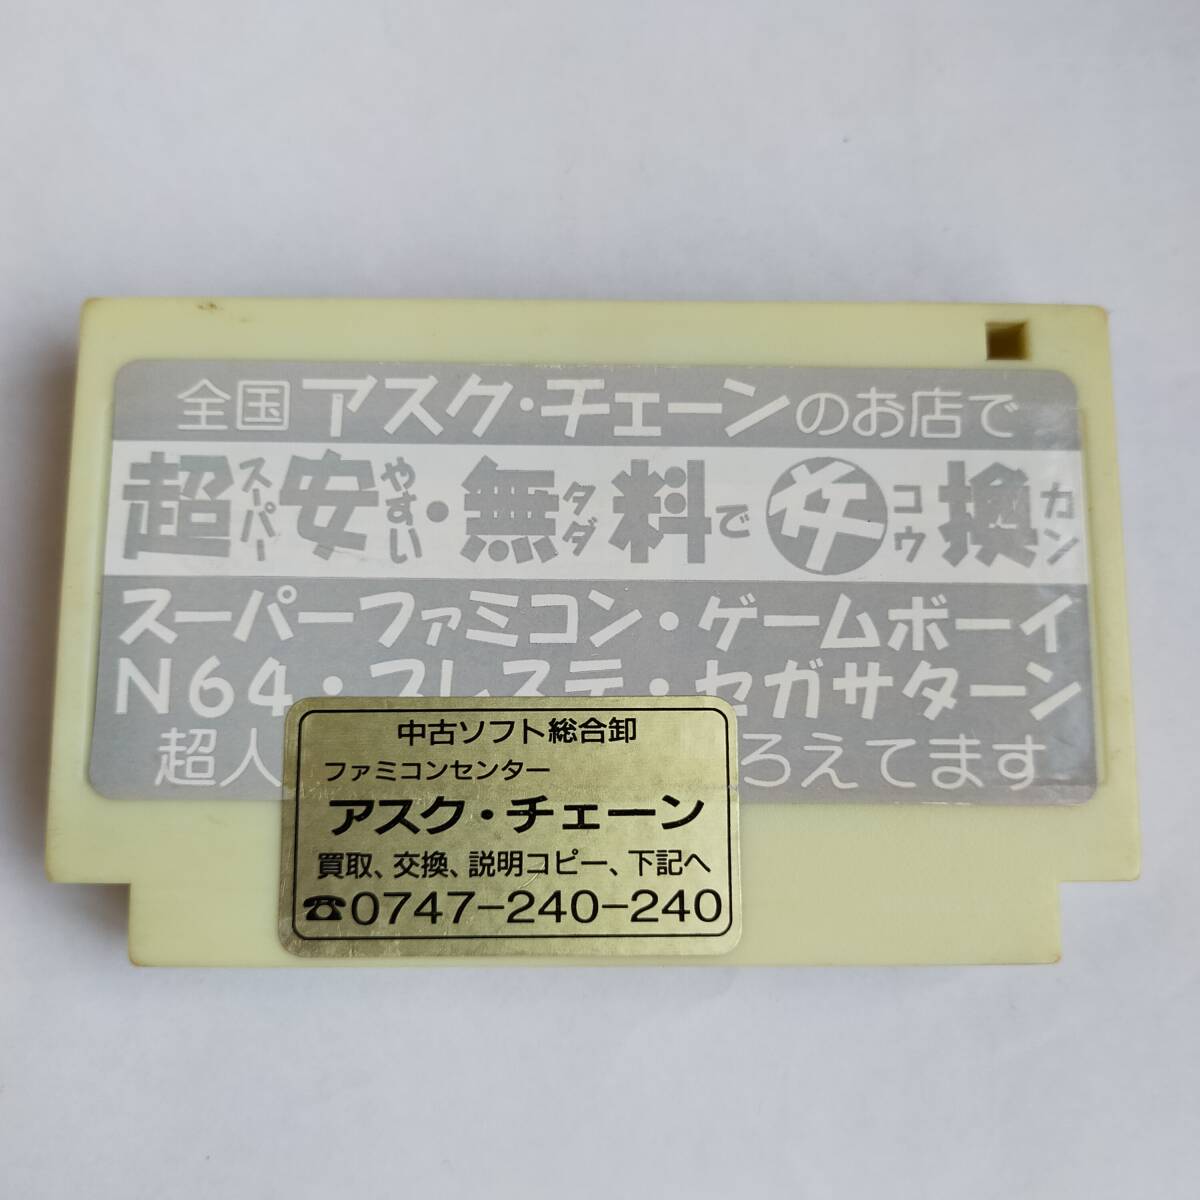 全国アスク・チェーンのお店で
超スーパー安やすい・無料タダで交換コウカン
スーパーファミコン・ゲームボーイ
N64・プレステ・セガサターン
超人 ろえてます
中古ソフト総合卸
ファミコンセンター
アスク・チェーン
買取、交換、説明コピー、下記へ
☎0747-240-240